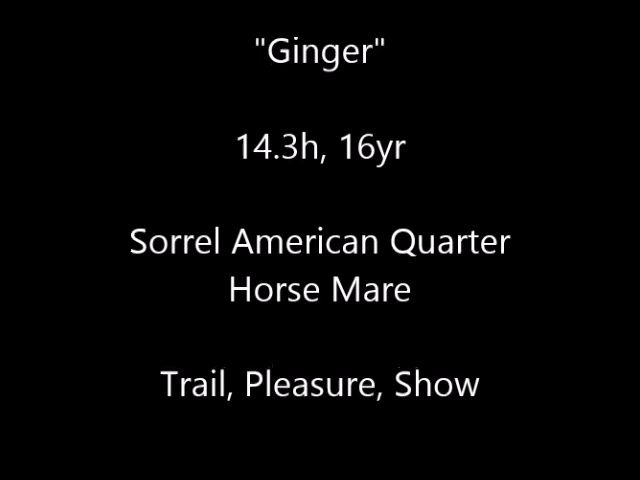 "Ginger"
14.3h, 16yr
Sorrel American Quarter
Horse Mare
Trail, Pleasure, Show